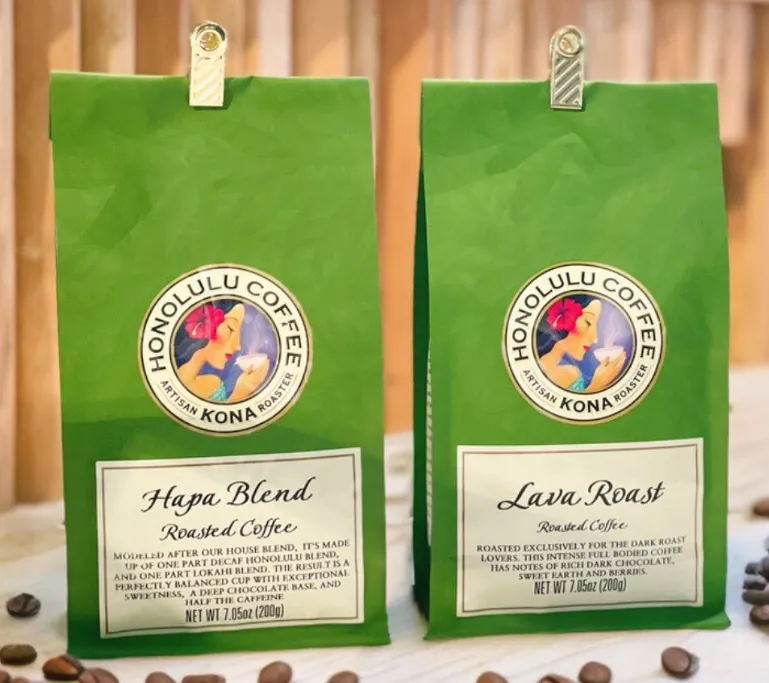 HONOLULU COFFEE
ARTISAN KONA ROASTER
Hapa Blend
Roasted Coffee
MODELED AFTER OUR HOUSE BLEND, IT'S MADE
UP OF ONE PART DECAF HONOLULU BLEND,
AND ONE PART LOKAHI BLEND. THE RESULT IS A
PERFECTLY BALANCED CUP WITH EXCEPTIONAL
SWEETNESS, A DEEP CHOCOLATE BASE, AND
HALF THE CAFFEINE
NET WT 7.05oz (200g)
HONOLULU COFFEE
ARTISAN KONA ROASTER
Lava Roast
Roasted Coffee
ROASTED EXCLUSIVELY FOR THE DARK ROAST
LOVERS. THIS INTENSE FULL BODIED COFFEE
HAS NOTES OF RICH DARK CHOCOLATE,
SWEET EARTH AND BERRIES.
NET WT 7.05oz (200g)